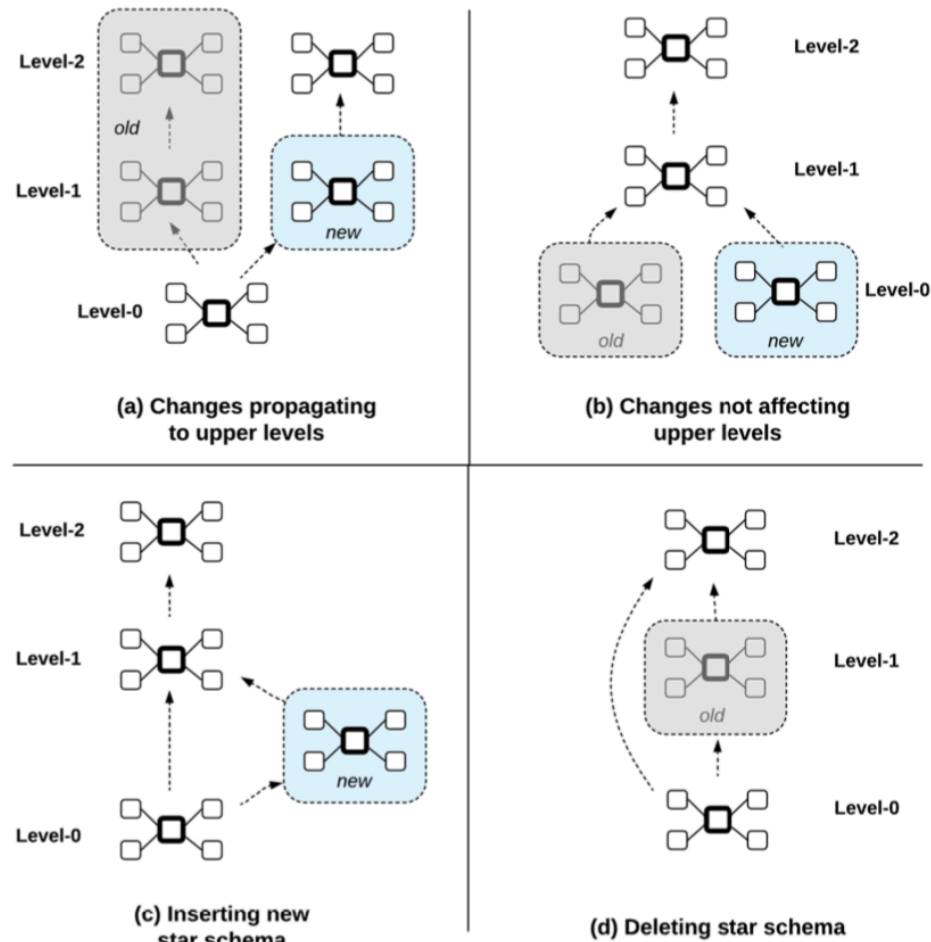 Level-2
old
Level-1
new
Level-0
(a) Changes propagating
to upper levels
Level-2
Level-1
Level-0
old
new
(b) Changes not affecting
upper levels
Level-2
Level-1
new
Level-0
(c) Inserting new
star schema
Level-2
Level-1
old
Level-0
(d) Deleting star schema